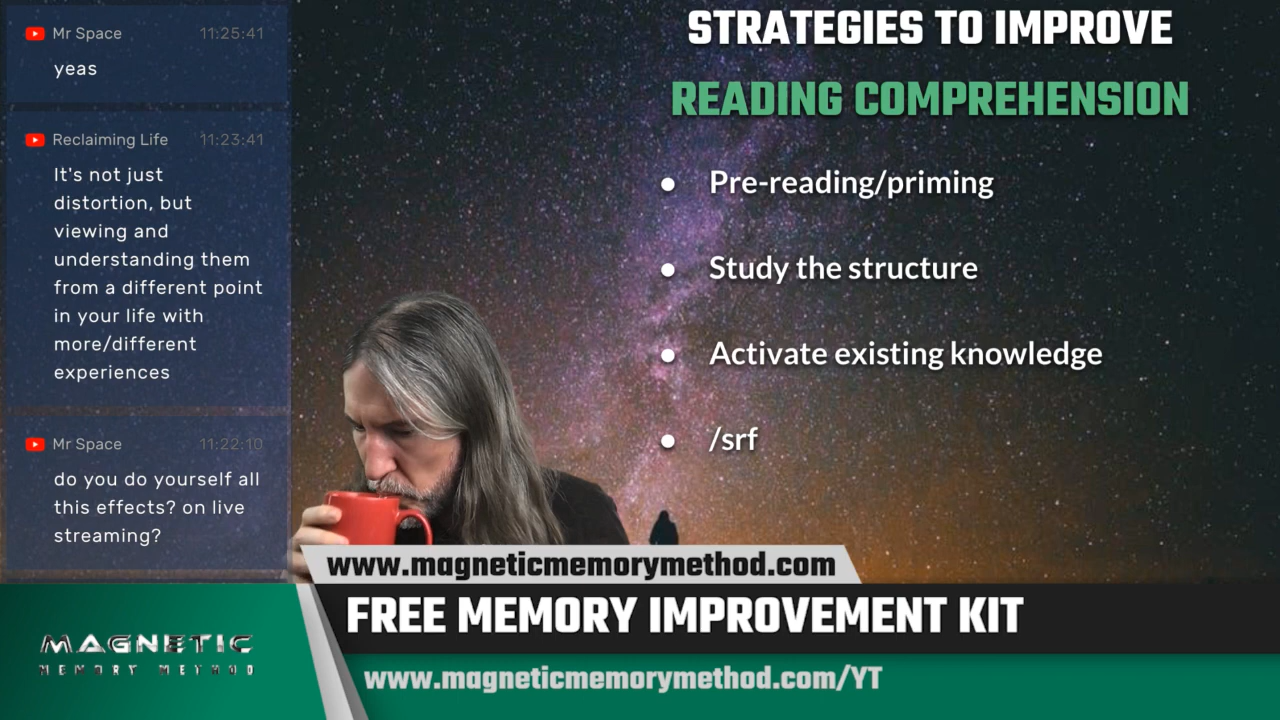 Mr Space 11:25:41
yeas
Reclaiming Life 11:23:41
It's not just
distortion, but
viewing and
understanding them
from a different point
in your life with
more/different
experiences
Mr Space 11:22:10
do you do yourself all
this effects? on live
streaming?
STRATEGIES TO IMPROVE
READING COMPREHENSION
● Pre-reading/priming
● Study the structure
● Activate existing knowledge
● /srf
www.magneticmemorymethod.com
FREE MEMORY IMPROVEMENT KIT
www.magneticmemorymethod.com/YT
MAGNETIC
MEMORY METHOD